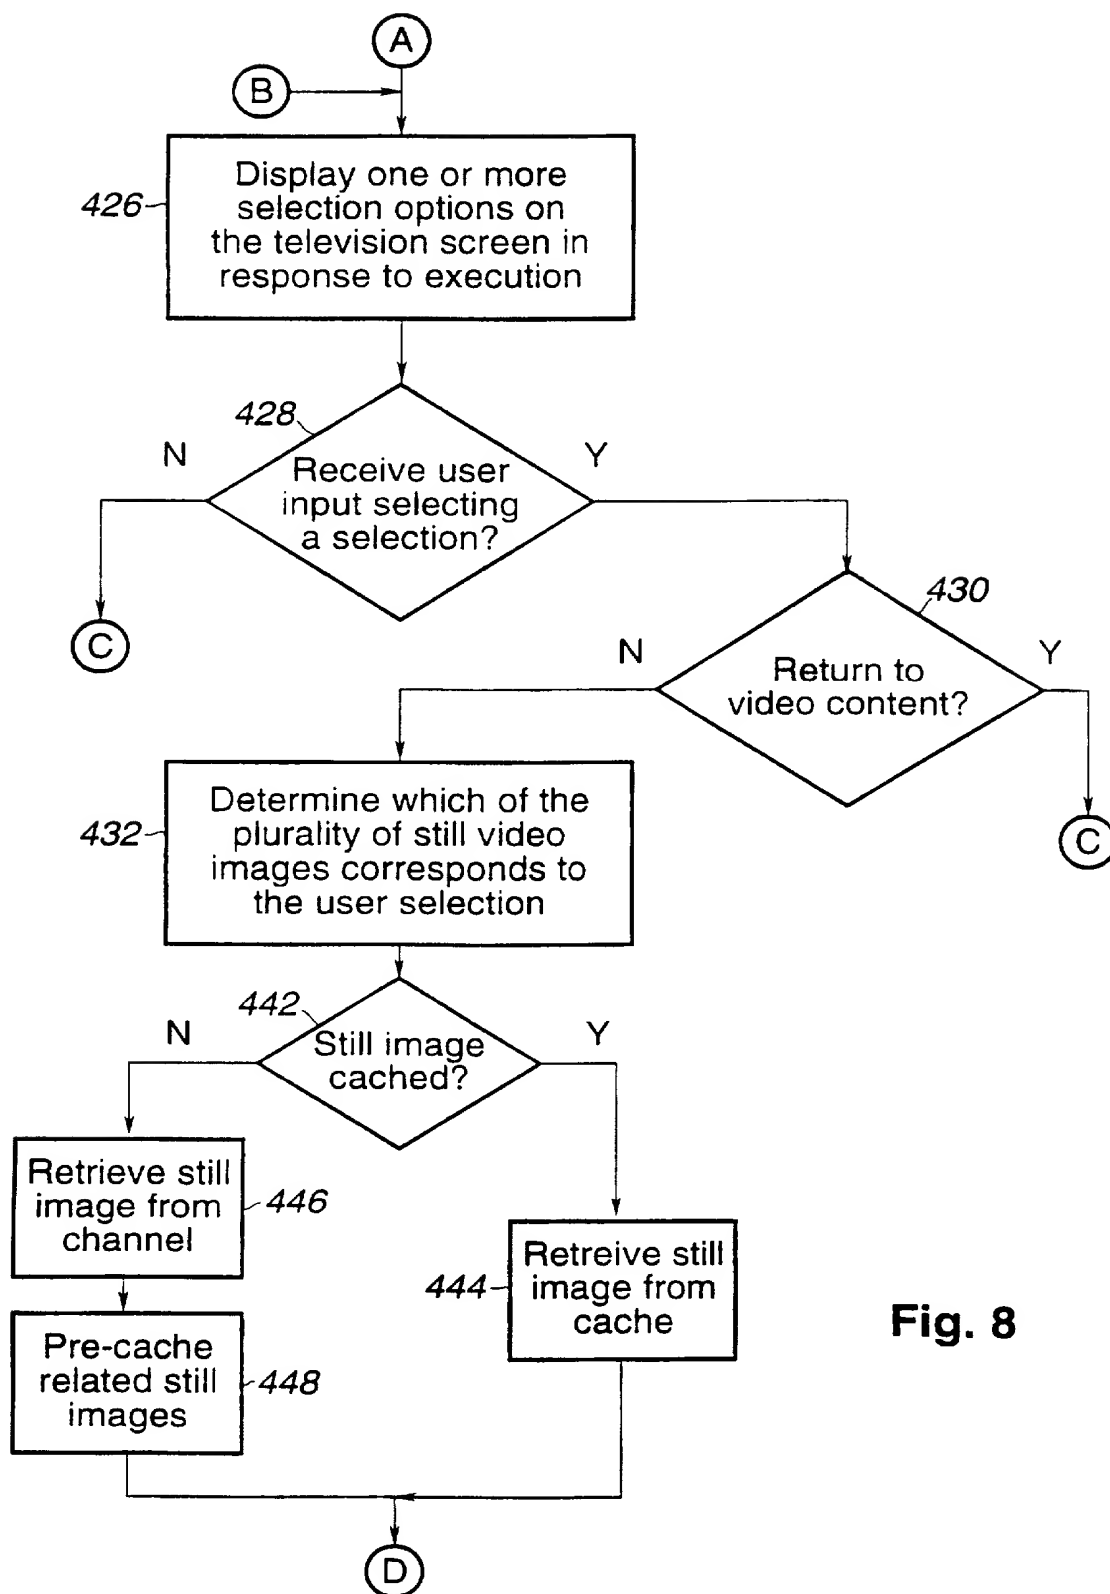 A
B
Display one or more
selection options on
the television screen in
response to execution
426
428
N
Y
Receive user
input selecting
a selection?
C
430
N
Y
Return to
video content?
C
Determine which of the
plurality of still video
images corresponds to
the user selection
432
442
N
Y
Still image
cached?
Retrieve still
image from
channel
446
Retreive still
image from
cache
444
Pre-cache
related still
images
448
D
Fig. 8